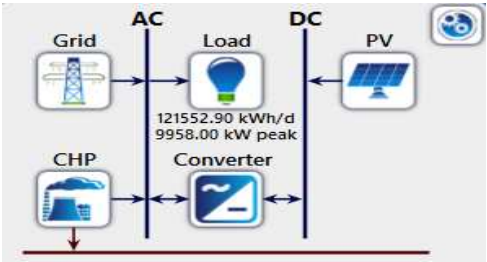 AC DC
Grid Load PV
121552.90 kWh/d
9958.00 kW peak
CHP Converter